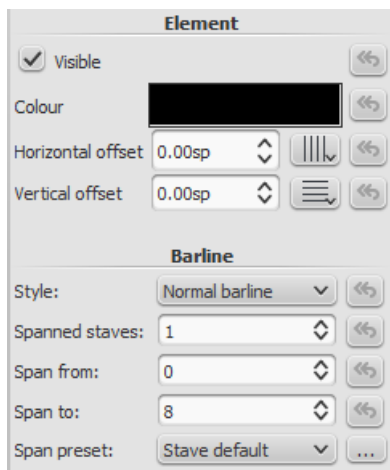 Element
Visible
Colour
Horizontal offset 0.00sp
Vertical offset 0.00sp
Barline
Style: Normal barline
Spanned staves: 1
Span from: 0
Span to: 8
Span preset: Stave default ...